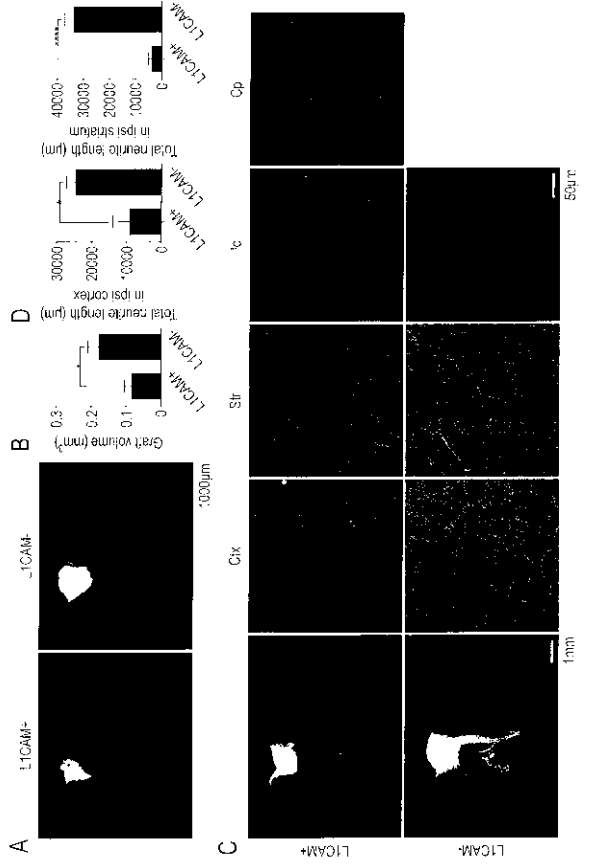 A
L1CAM+
L1CAM-
1000μm
B
Graft volume (mm³)
0.3
0.2
0.1
0
L1CAM+
L1CAM-
*
D
Total neurite length (μm)
in ipsi cortex
30000
20000
10000
0
L1CAM+
L1CAM-
*
Total neurite length (μm)
in ipsi striatum
40000
30000
20000
10000
0
L1CAM+
L1CAM-
****
C
Ctx
Str
Cp
L1CAM+
L1CAM-
1mm
50μm